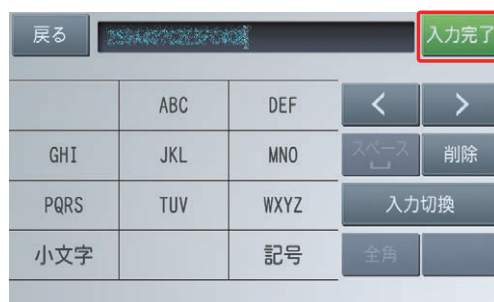 戻る 入力完了
ABC DEF < >
GHI JKL MNO スペース 削除
PQRS TUV WXYZ 入力切換
小文字 記号 全角